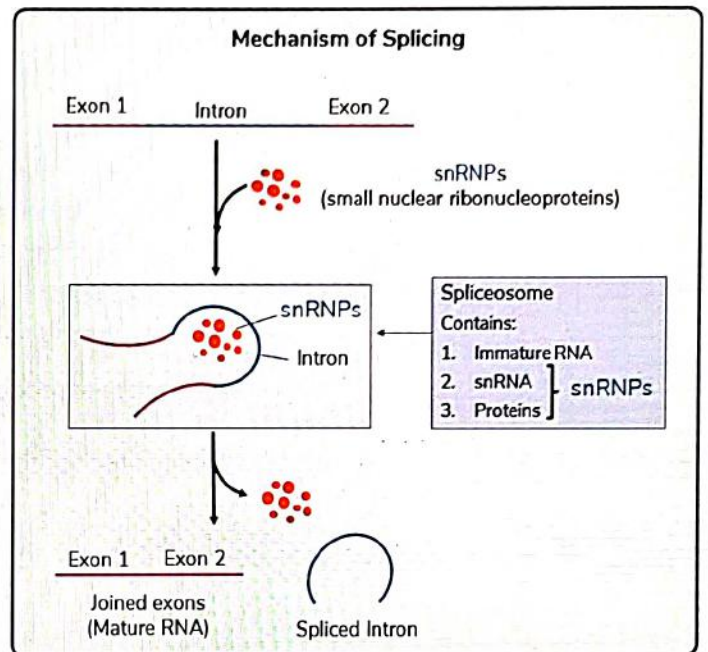 Mechanism of Splicing
Exon 1 Intron Exon 2
snRNPs
(small nuclear ribonucleoproteins)
snRNPs
Intron
Spliceosome
Contains:
1. Immature RNA
2. snRNA
3. Proteins
snRNPs
Exon 1 Exon 2
Joined exons
(Mature RNA)
Spliced Intron